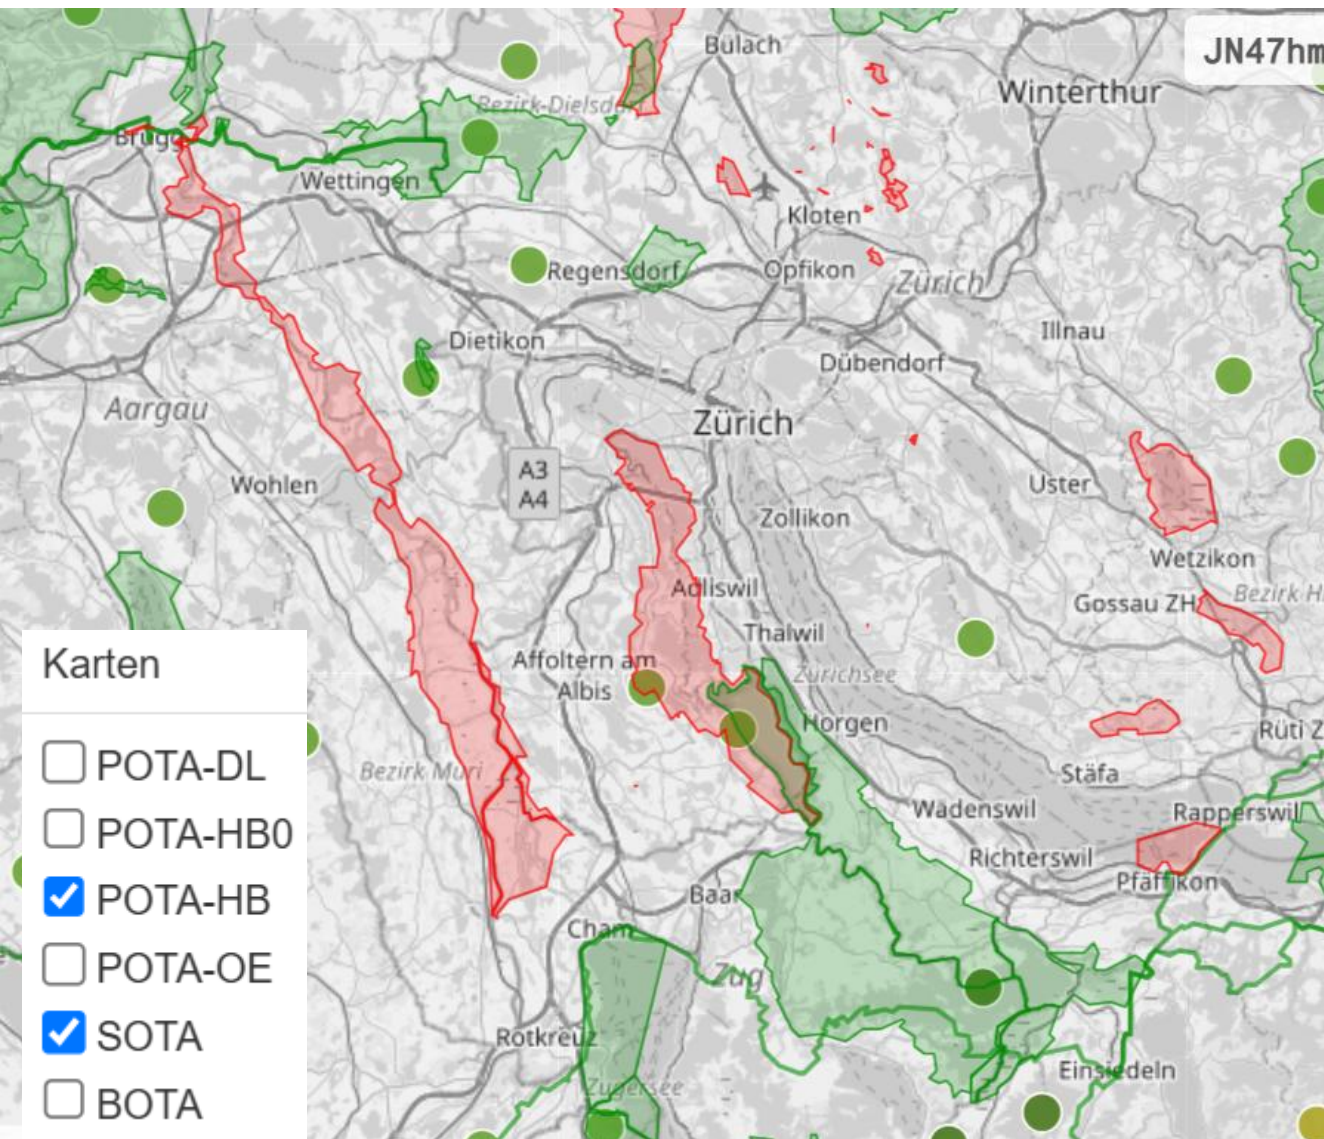 Bülach
JN47hm
Winterthur
Bezirk Dielsdorf
Brugg
Wettingen
Kloten
Regensdorf
Opfikon
Zürich
Illnau
Dietikon
Dübendorf
Aargau
Zürich
A3
A4
Wohlen
Uster
Zollikon
Wetzikon
Adliswil
Bezirk H
Gossau ZH
Thalwil
Affoltern am
Albis
Zürichsee
Karten
Horgen
Rüti Z
POTA-DL
Bezirk Muri
Stäfa
Wädenswil
Rapperswil
POTA-HB0
Richterswil
Pfäffikon
POTA-HB
Baar
Cham
POTA-OE
Zug
SOTA
Rotkreuz
Einsiedeln
Zugersee
BOTA